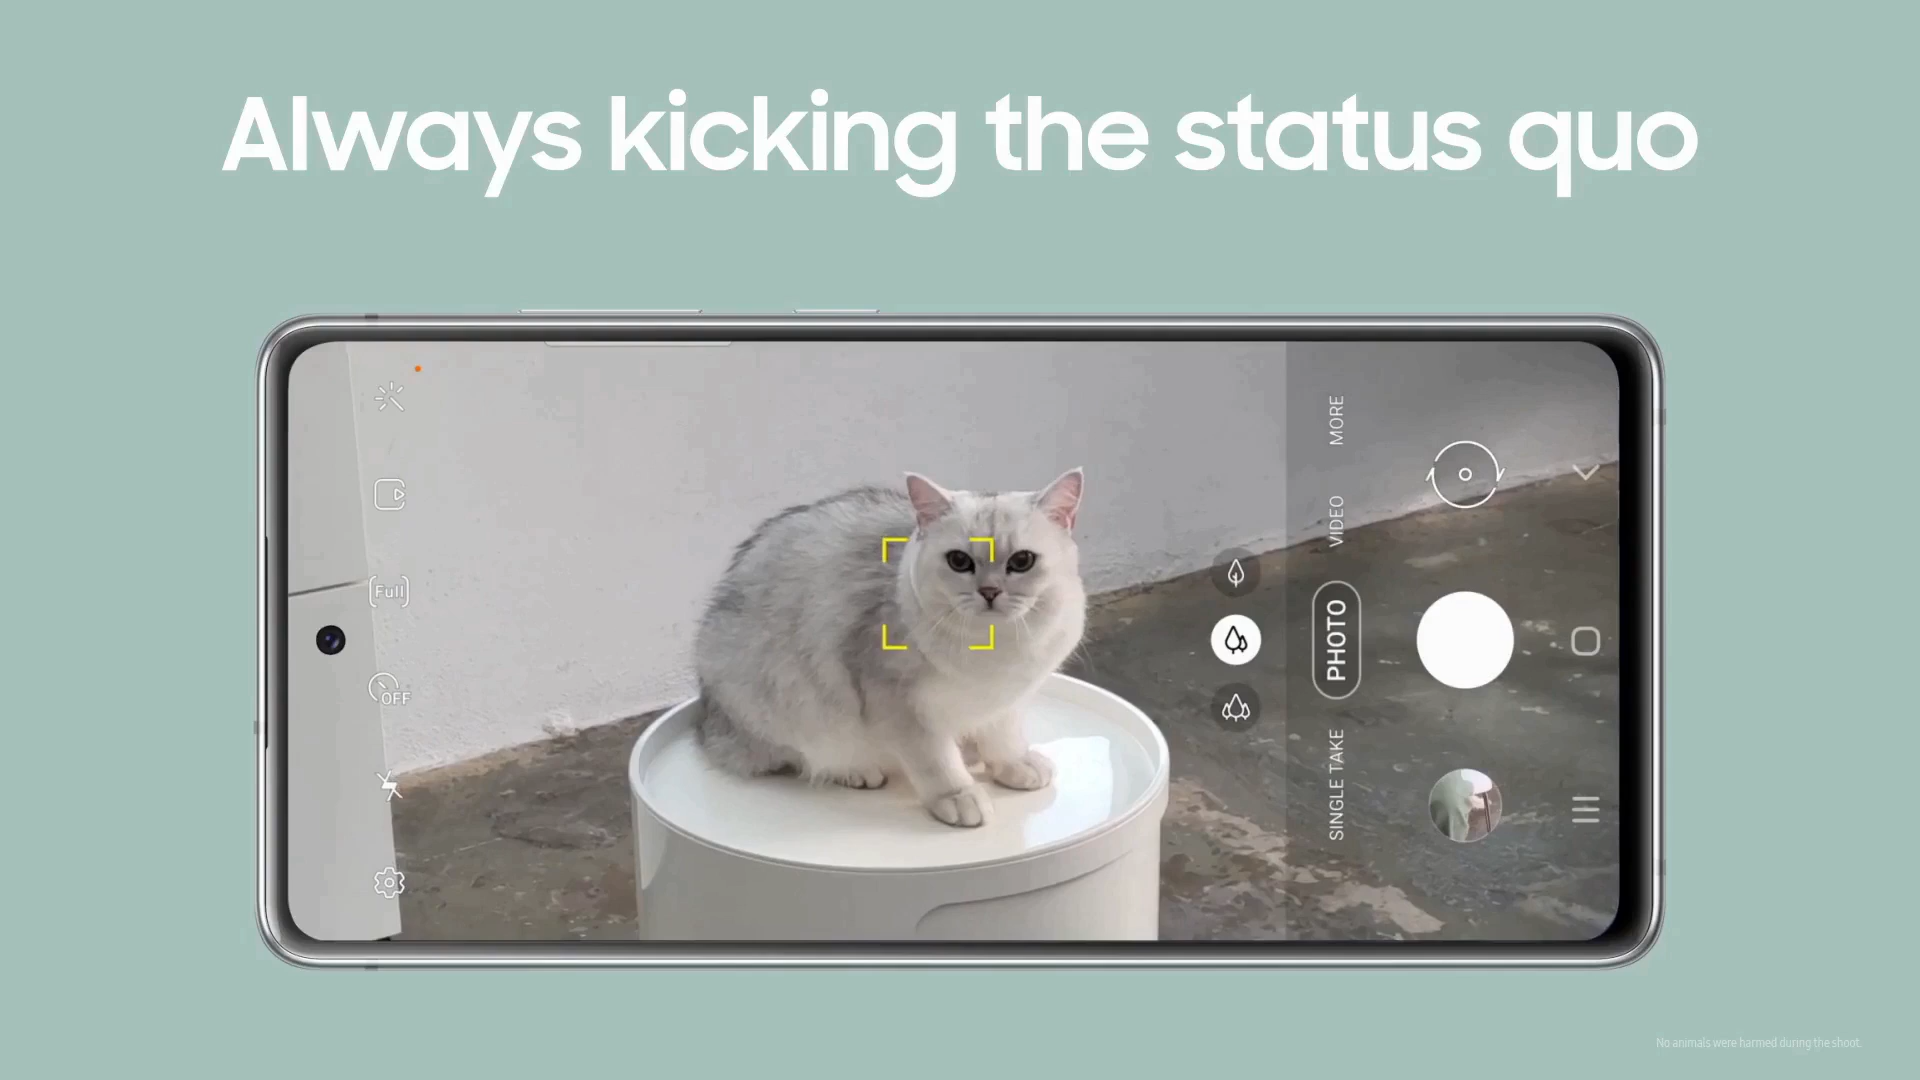 Always kicking the status quo
Full
OFF
MORE
VIDEO
PHOTO
SINGLE TAKE
No animals were harmed during the shoot.